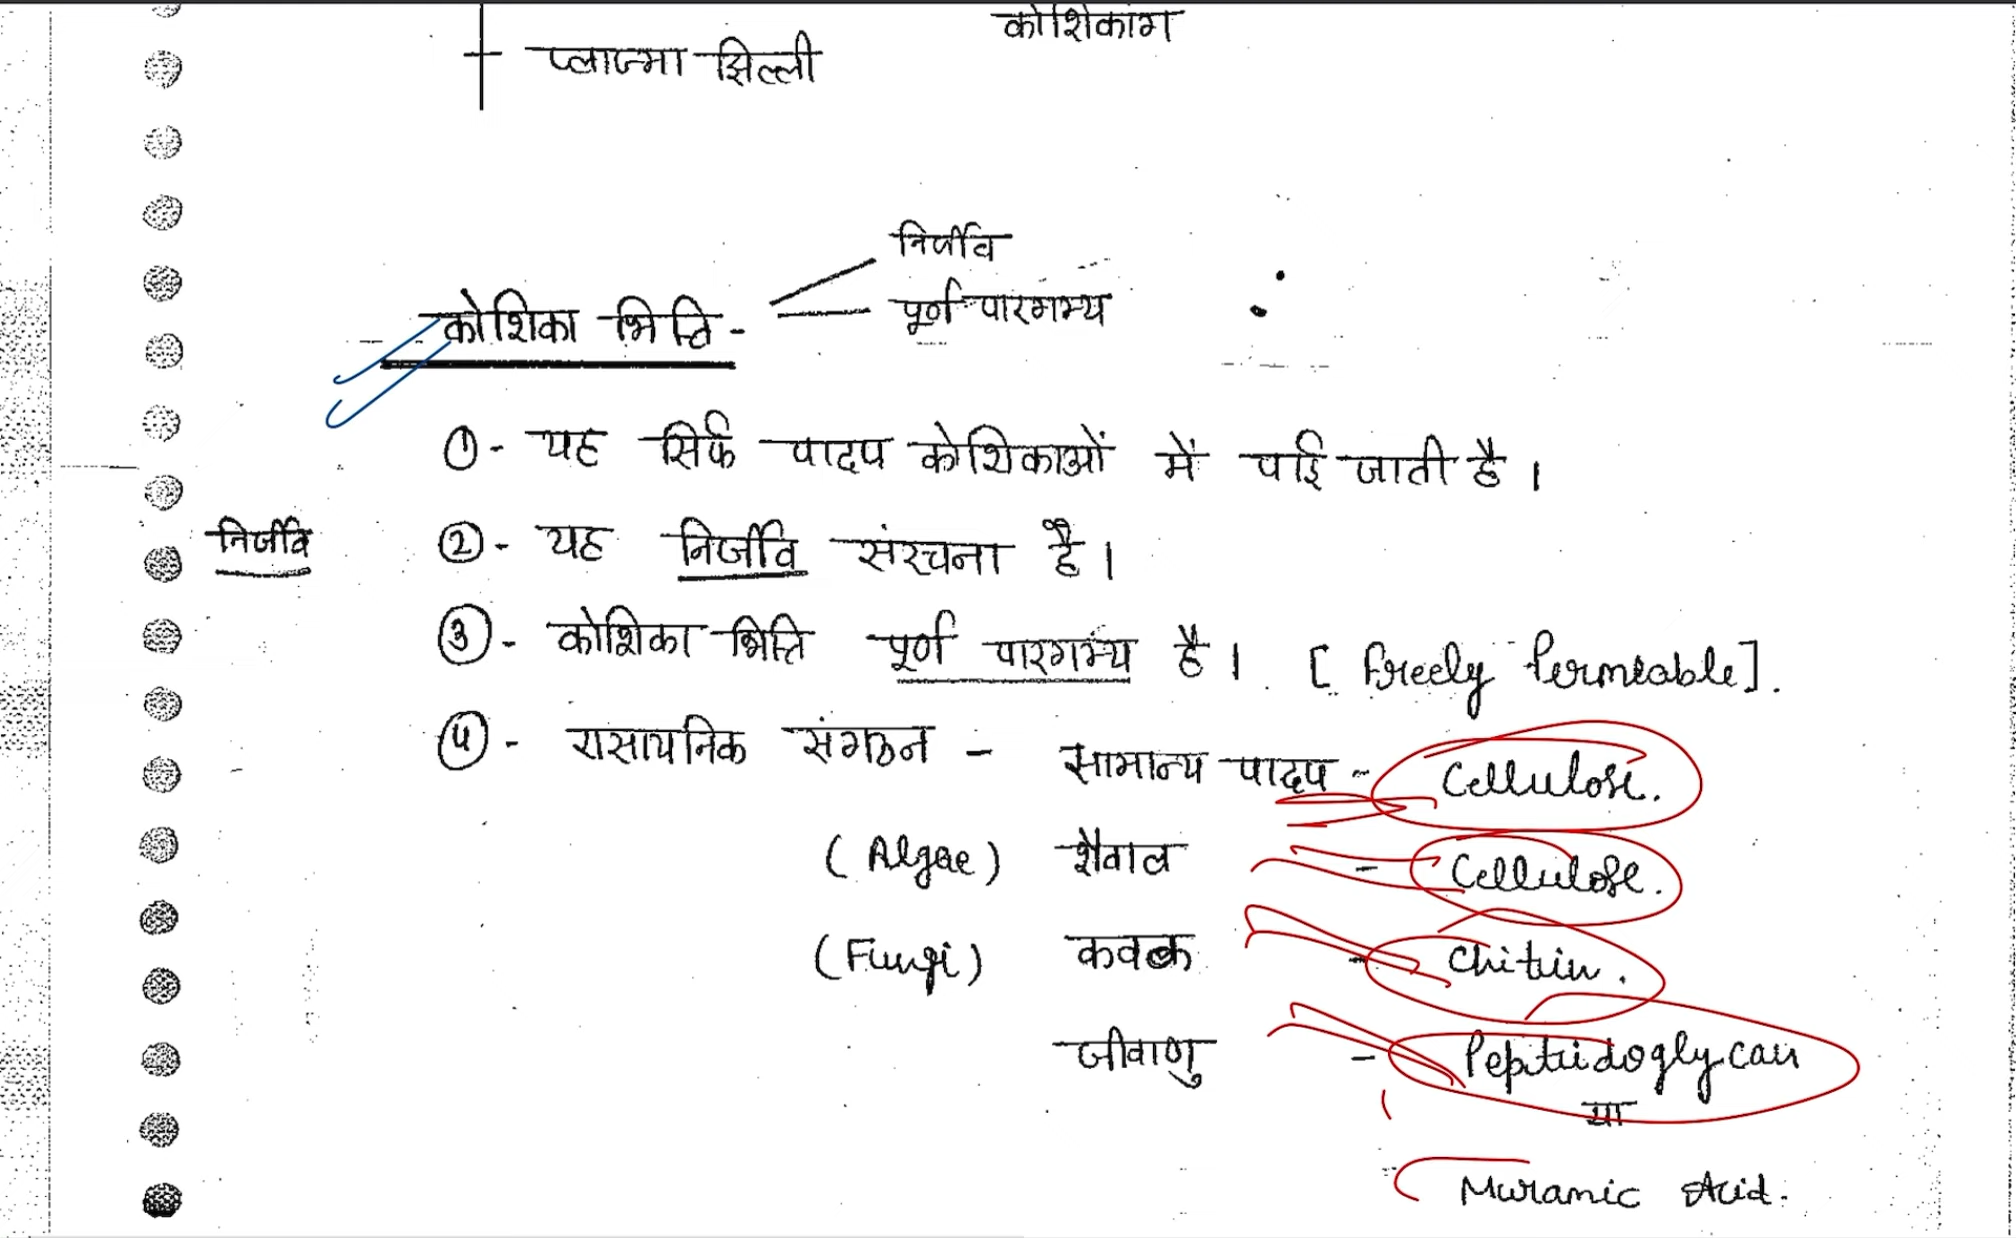 कोशिकांग
प्लाज्मा झिल्ली
निर्जीव
कोशिका भित्ति -
पूर्ण पारगम्य
①- यह सिर्फ पादप कोशिकाओं में पाई जाती है।
निर्जीव
②- यह निर्जीव संरचना है।
③- कोशिका भित्ति पूर्ण पारगम्य है। [Freely Permeable].
④- रासायनिक संगठन - सामान्य पादप - Cellulose.
(Algae) शैवाल - Cellulose.
(Fungi) कवक - Chitin.
जीवाणु - Peptidoglycan
या
Muramic Acid.